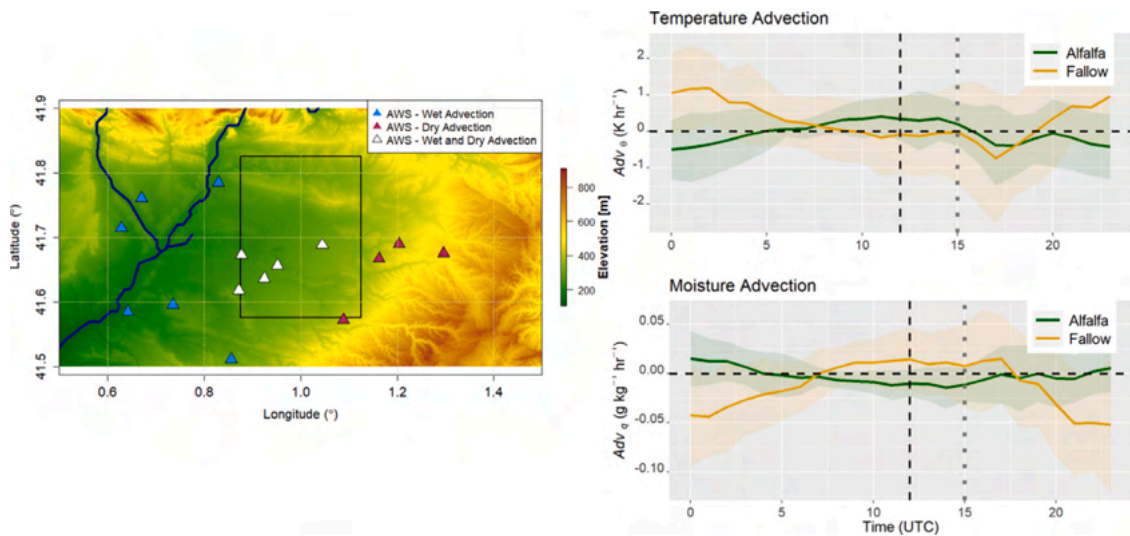 AWS - Wet Advection
AWS - Dry Advection
AWS - Wet and Dry Advection
41.9
41.8
41.7
41.6
41.5
Latitude (°)
0.6
0.8
1.0
1.2
1.4
Longitude (°)
Elevation [m]
800
600
400
200
Temperature Advection
Alfalfa
Fallow
2
1
0
-1
-2
Adv θ (K hr⁻¹)
0
5
10
15
20
Moisture Advection
Alfalfa
Fallow
0.05
0.00
-0.05
-0.10
Adv q (g kg⁻¹ hr⁻¹)
0
5
10
15
20
Time (UTC)